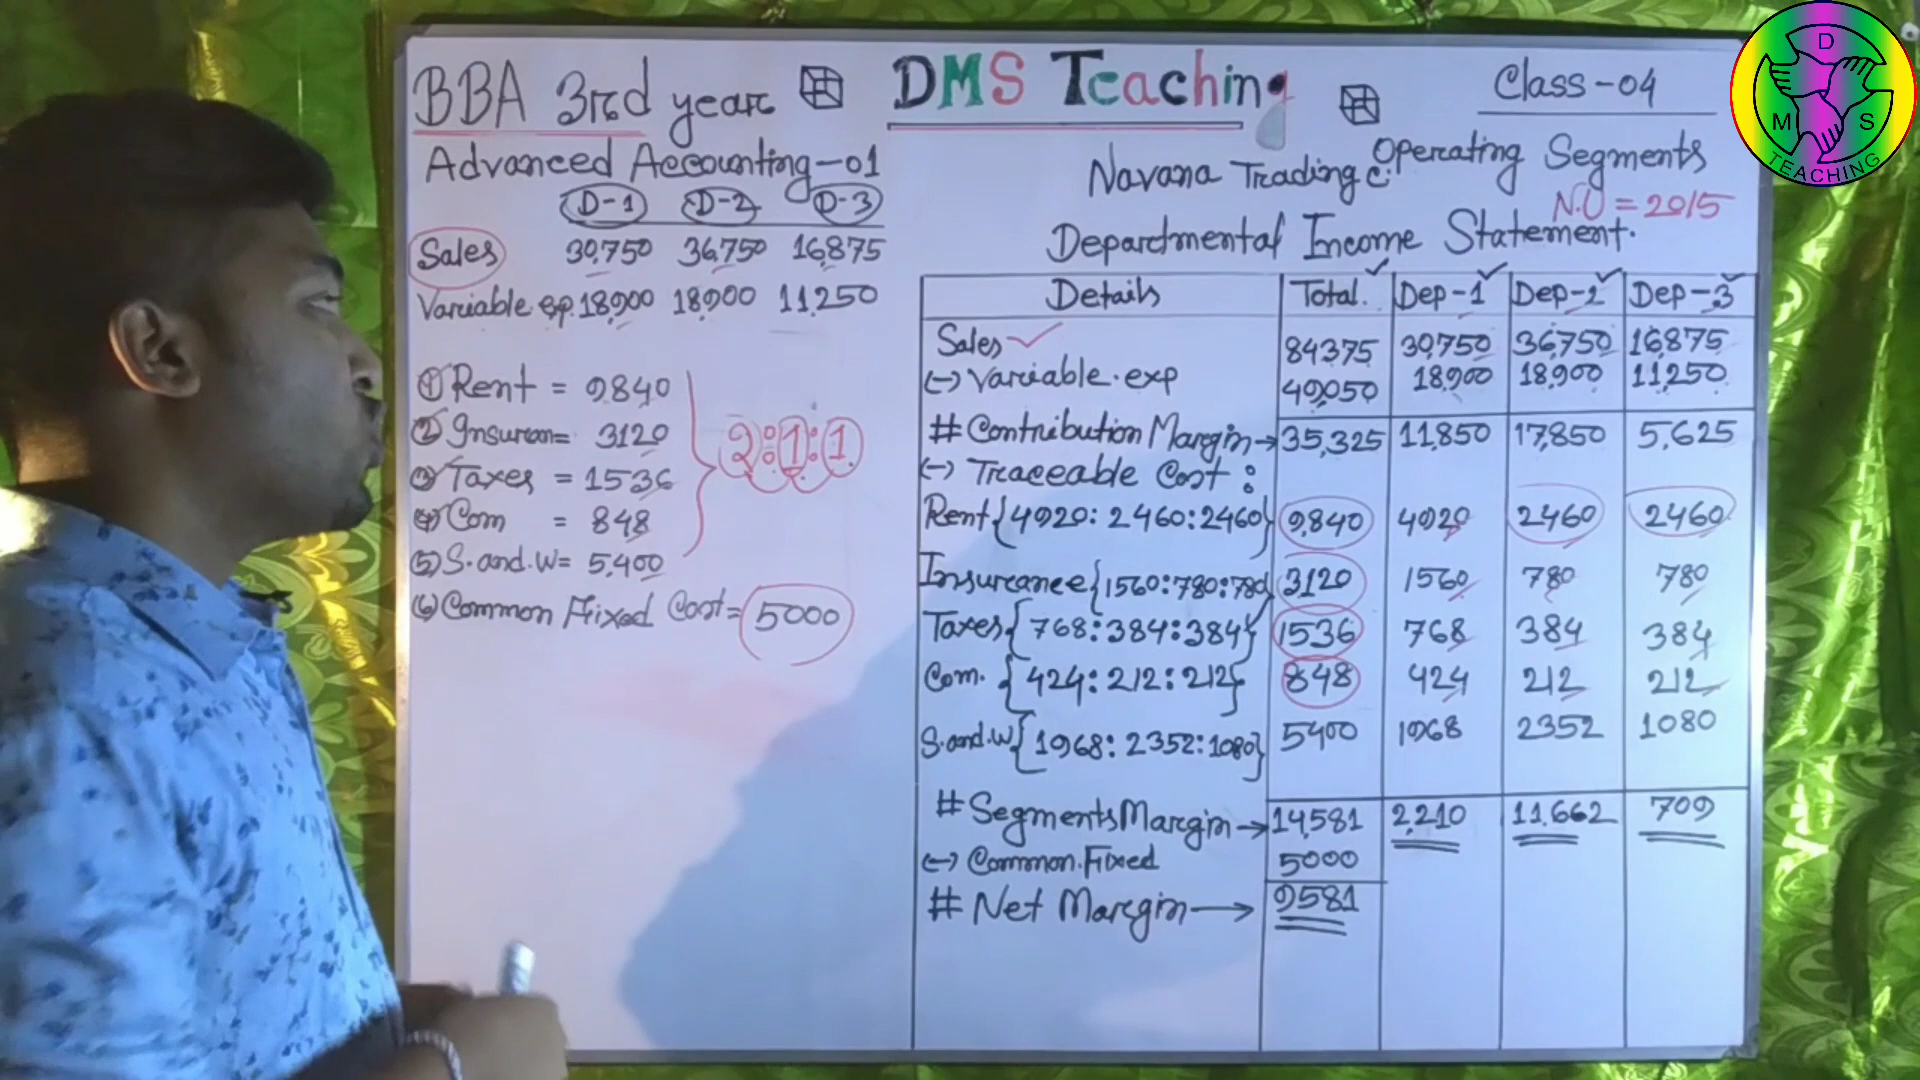 BBA 3rd year
DMS Teaching
Class-04
Advanced Accounting-01
D-1 D-2 D-3
Sales 30,750 36,750 16,875
Variable exp. 18,900 18,900 11,250
① Rent = 9840
② Insuran= 3120
③ Taxes = 1536
④ Com = 848
⑤ S.and.w= 5,400
2:1:1
⑥ Common Fixed Cost= 5000
Operating Segments
Navana Trading c:
N.U = 2015
Departmental Income Statement.
Details Total. Dep-1 Dep-2 Dep-3
Sales 84375 30,750 36,750 16,875
(-) Variable.exp 49,050 18,900 18,900 11,250
# Contribution Margin→ 35,325 11,850 17,850 5,625
(-) Traceable Cost:
Rent{4920:2460:2460} 9,840 4920 2460 2460
Insurance{1560:780:780} 3120 1560 780 780
Taxes{768:384:384} 1536 768 384 384
Com. {424:212:212} 848 424 212 212
S.and.w{1968:2352:1080} 5400 1968 2352 1080
# Segments Margin→ 14,581 2,210 11,662 709
(-) Common.Fixed 5000
# Net Margin→ 9581
D
M S
TEACHING